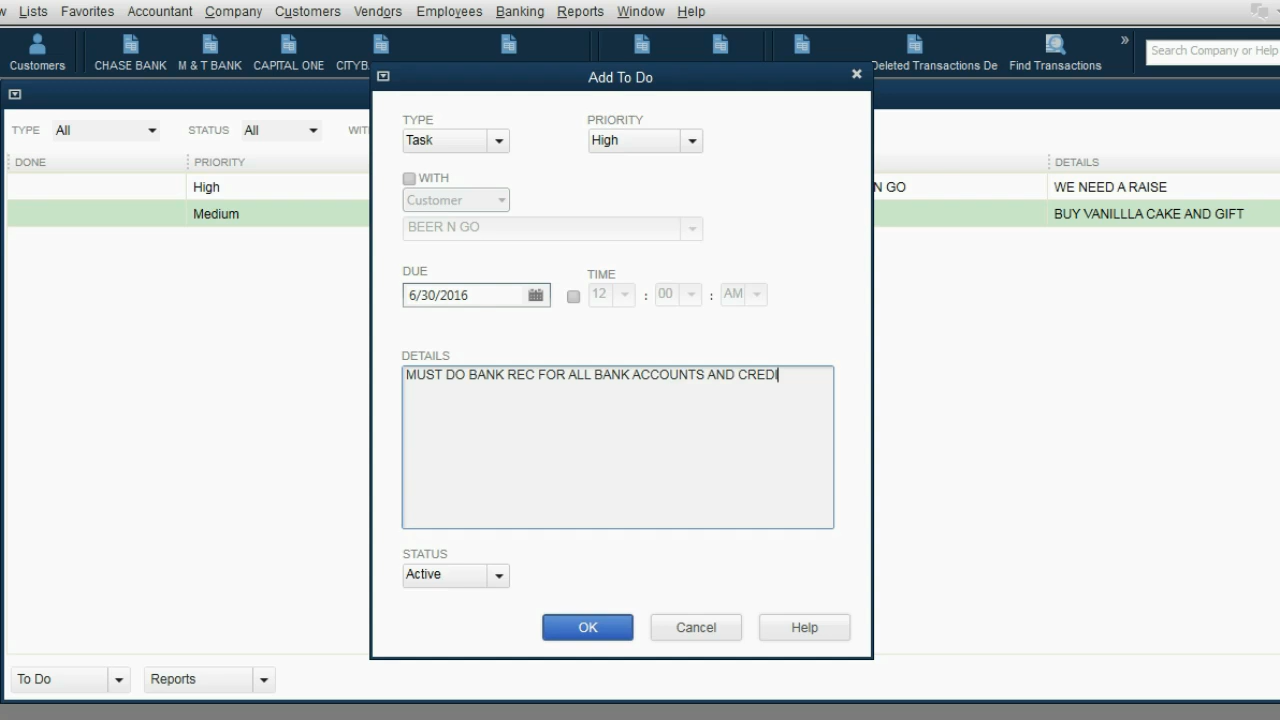 Lists Favorites Accountant Company Customers Vendors Employees Banking Reports Window Help
Customers CHASE BANK M & T BANK CAPITAL ONE Deleted Transactions De Find Transactions » Search Company or Help
Add To Do
TYPE All STATUS All
DONE PRIORITY DETAILS
High N GO WE NEED A RAISE
Medium BUY VANILLLA CAKE AND GIFT
TYPE PRIORITY
Task High
WITH
Customer
BEER N GO
DUE TIME
6/30/2016 12 : 00 : AM
DETAILS
MUST DO BANK REC FOR ALL BANK ACCOUNTS AND CREDI
STATUS
Active
OK Cancel Help
To Do Reports